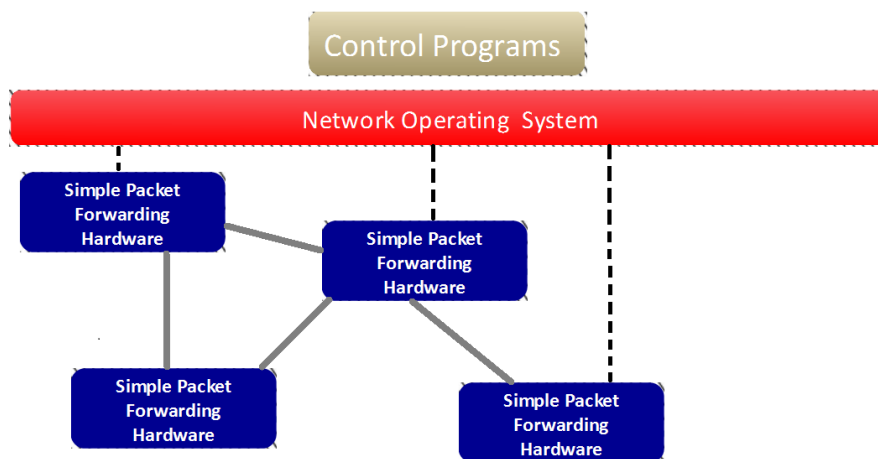 Control Programs
Network Operating System
Simple Packet
Forwarding
Hardware
Simple Packet
Forwarding
Hardware
Simple Packet
Forwarding
Hardware
Simple Packet
Forwarding
Hardware